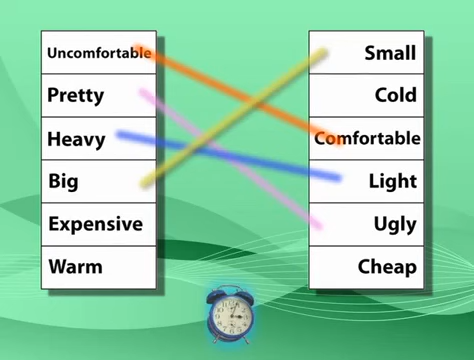 Uncomfortable
Pretty
Heavy
Big
Expensive
Warm
Small
Cold
Comfortable
Light
Ugly
Cheap